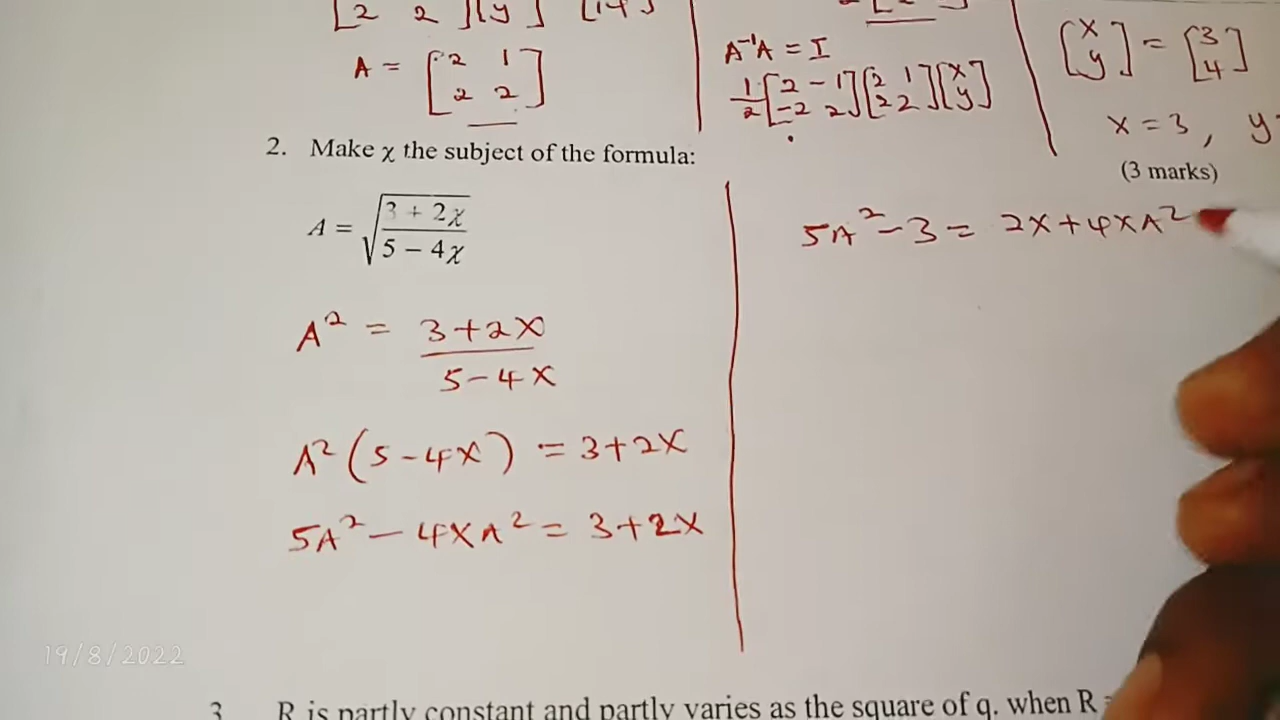 [2 2][y] [14]
A = [2 1
2 2]
A⁻¹A = I
1/2 [2 -1
-2 2] [2 1
2 2] [x
y]
[x
y] = [3
4]
x = 3, y
2. Make χ the subject of the formula:
(3 marks)
A = √((3 + 2χ)/(5 − 4χ))
A² = 3+2x
5-4x
A² (5-4x) = 3+2x
5A² - 4xA² = 3+2x
5A² - 3 = 2x + 4xA²
19/8/2022
3 R is partly constant and partly varies as the square of q. when R